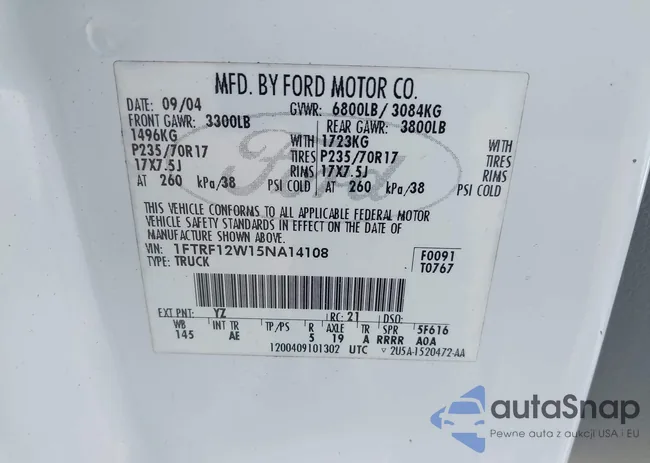 MFD. BY FORD MOTOR CO.
DATE: 09/04 GVWR: 6800LB/ 3084KG
FRONT GAWR: 3300LB REAR GAWR: 3800LB
1496KG WITH 1723KG WITH
P235/70R17 TIRES P235/70R17 TIRES
17X7.5J RIMS 17X7.5J RIMS
AT 260 kPa/38 PSI COLD AT 260 kPa/38 PSI COLD
THIS VEHICLE CONFORMS TO ALL APPLICABLE FEDERAL MOTOR
VEHICLE SAFETY STANDARDS IN EFFECT ON THE DATE OF
MANUFACTURE SHOWN ABOVE.
VIN: 1FTRF12W15NA14108 F0091
TYPE: TRUCK T0767
EXT PNT: YZ RC: 21 DSO:
WB INT TR TP/PS R AXLE TR SPR 5F616
145 AE 5 19 A RRRR A0A
1200409101302 UTC ▽ 2U5A-1520472-AA
Ford
autoSnap
Pewne auta z aukcji USA i EU